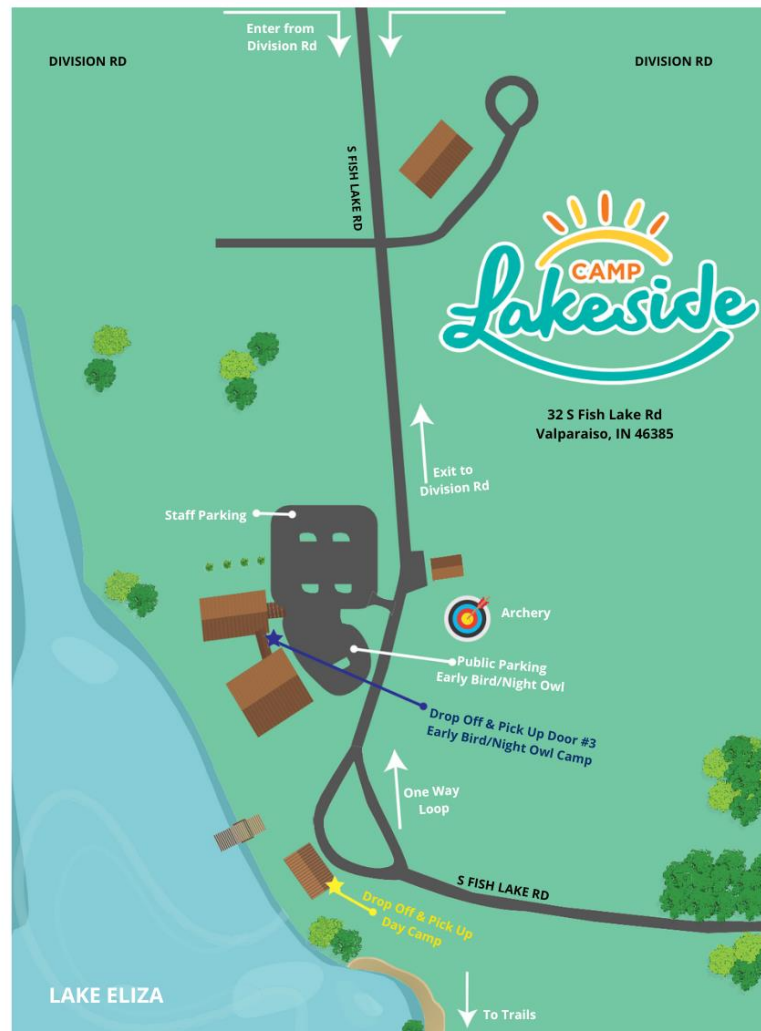 Enter from
Division Rd
DIVISION RD
DIVISION RD
S FISH LAKE RD
CAMP
Lakeside
32 S Fish Lake Rd
Valparaiso, IN 46385
Exit to
Division Rd
Staff Parking
Archery
Public Parking
Early Bird/Night Owl
Drop Off & Pick Up Door #3
Early Bird/Night Owl Camp
One Way
Loop
S FISH LAKE RD
Drop Off & Pick Up
Day Camp
LAKE ELIZA
To Trails